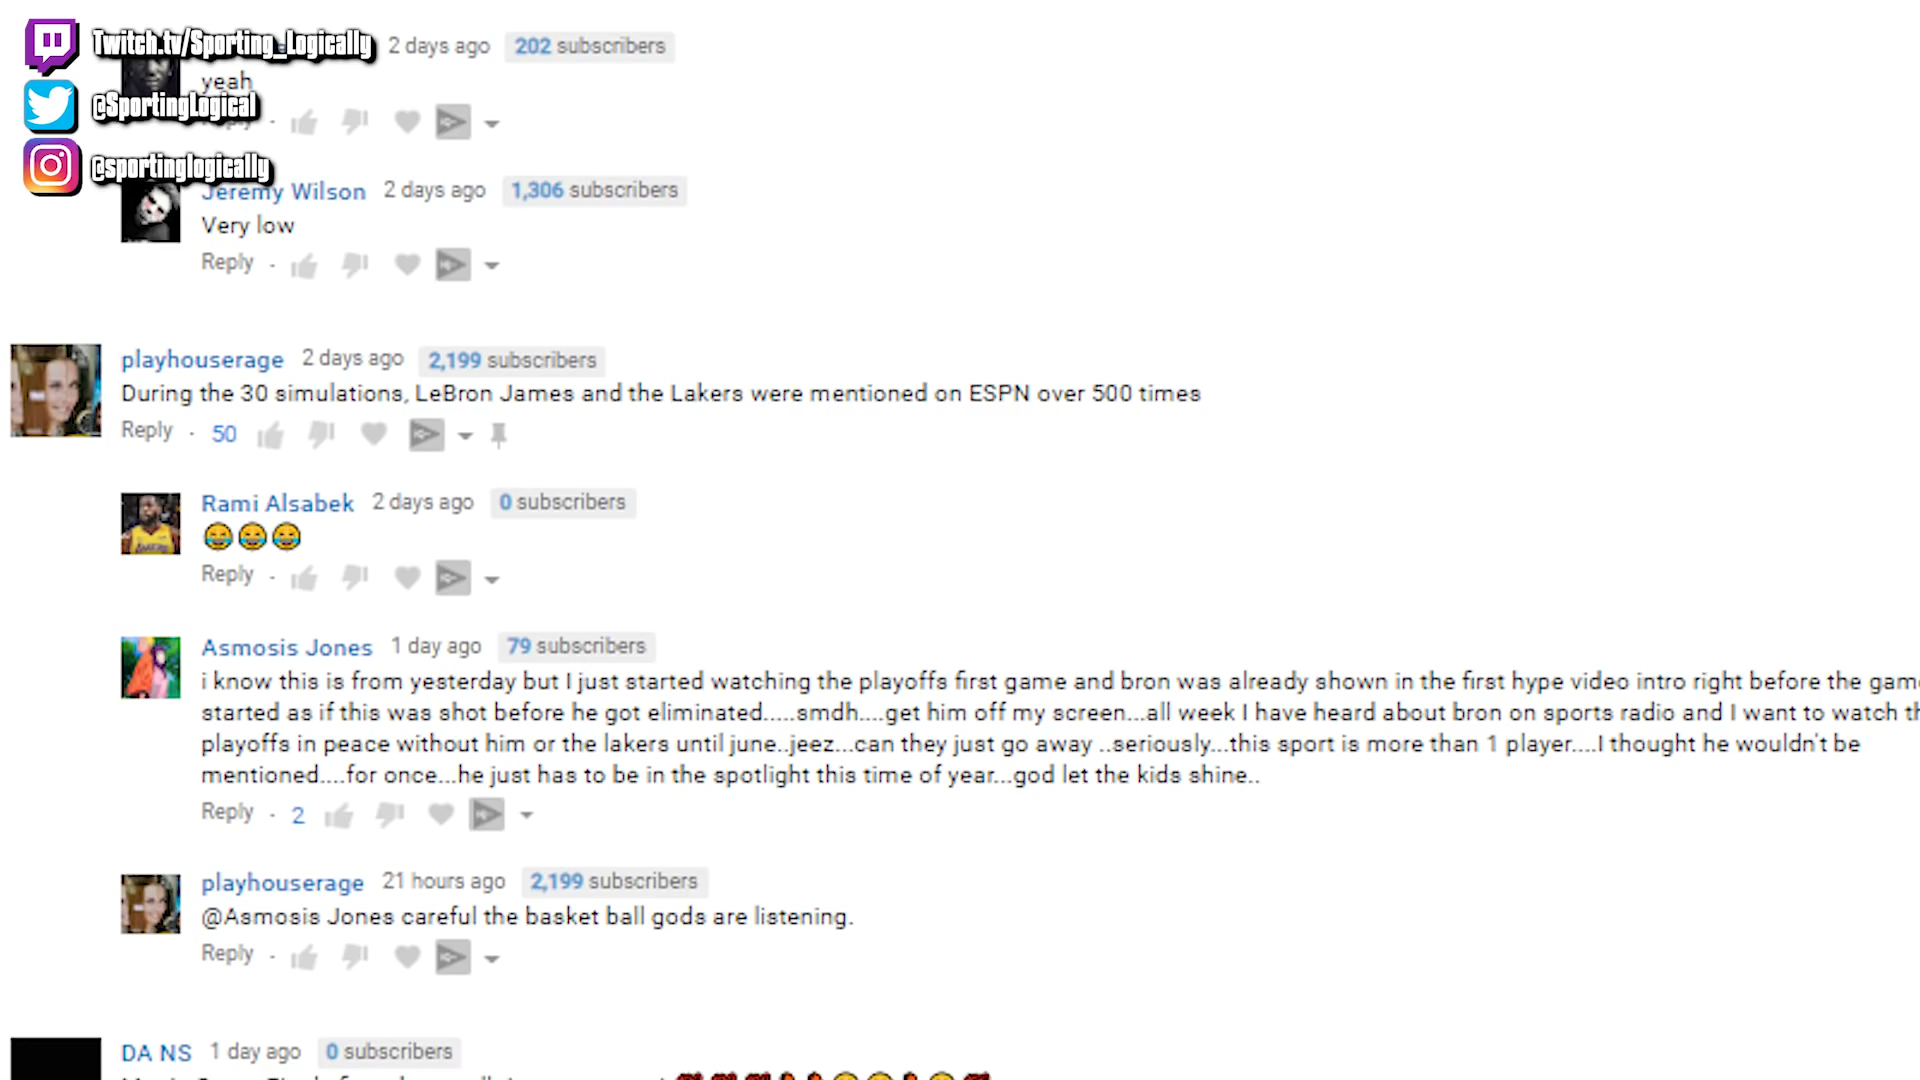 Twitch.tv/Sporting_Logically 2 days ago 202 subscribers
yeah
@SportingLogical
@sportinglogically
Jeremy Wilson 2 days ago 1,306 subscribers
Very low
Reply
playhouserage 2 days ago 2,199 subscribers
During the 30 simulations, LeBron James and the Lakers were mentioned on ESPN over 500 times
Reply · 50
Rami Alsabek 2 days ago 0 subscribers
😂😂😂
Reply
Asmosis Jones 1 day ago 79 subscribers
i know this is from yesterday but I just started watching the playoffs first game and bron was already shown in the first hype video intro right before the gam
started as if this was shot before he got eliminated.....smdh....get him off my screen...all week I have heard about bron on sports radio and I want to watch th
playoffs in peace without him or the lakers until june..jeez...can they just go away ..seriously...this sport is more than 1 player....I thought he wouldn't be
mentioned....for once...he just has to be in the spotlight this time of year...god let the kids shine..
Reply · 2
playhouserage 21 hours ago 2,199 subscribers
@Asmosis Jones careful the basket ball gods are listening.
Reply
DA NS 1 day ago 0 subscribers